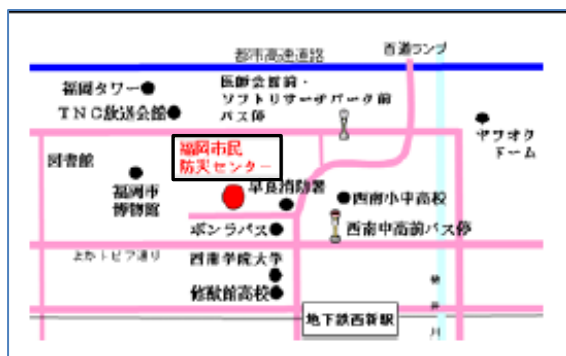 都市高速道路
百道ランプ
福岡タワー
医師会館前・
ソフトリサーチパーク前
バス停
TNC放送会館
福岡市民
防災センター
ヤフオク
ドーム
図書館
福岡市
博物館
早良消防署
西南小中高校
ボンラパス
西南中高前バス停
よかトピア通り
西南学院大学
修猷館高校
地下鉄西新駅
川